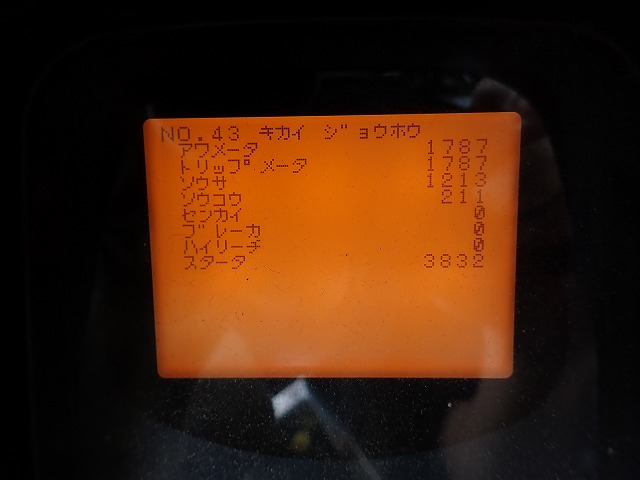 NO.43 キカイ ジョウホウ
アワメータ 1787
トリップメータ 1787
ソウサ 1213
ソウコウ 211
センカイ 0
ブレーカ 0
ハイリーチ 0
スタータ 3832